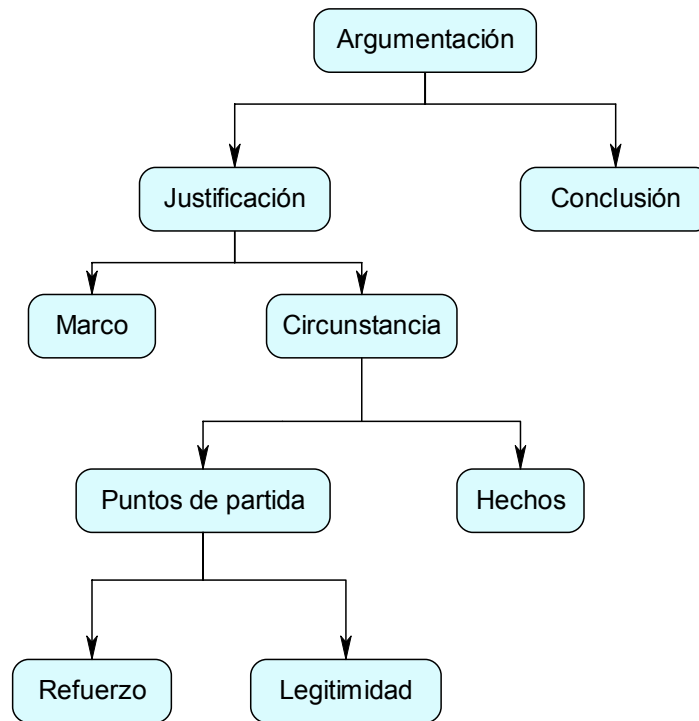 Argumentación
Justificación
Conclusión
Marco
Circunstancia
Puntos de partida
Hechos
Refuerzo
Legitimidad